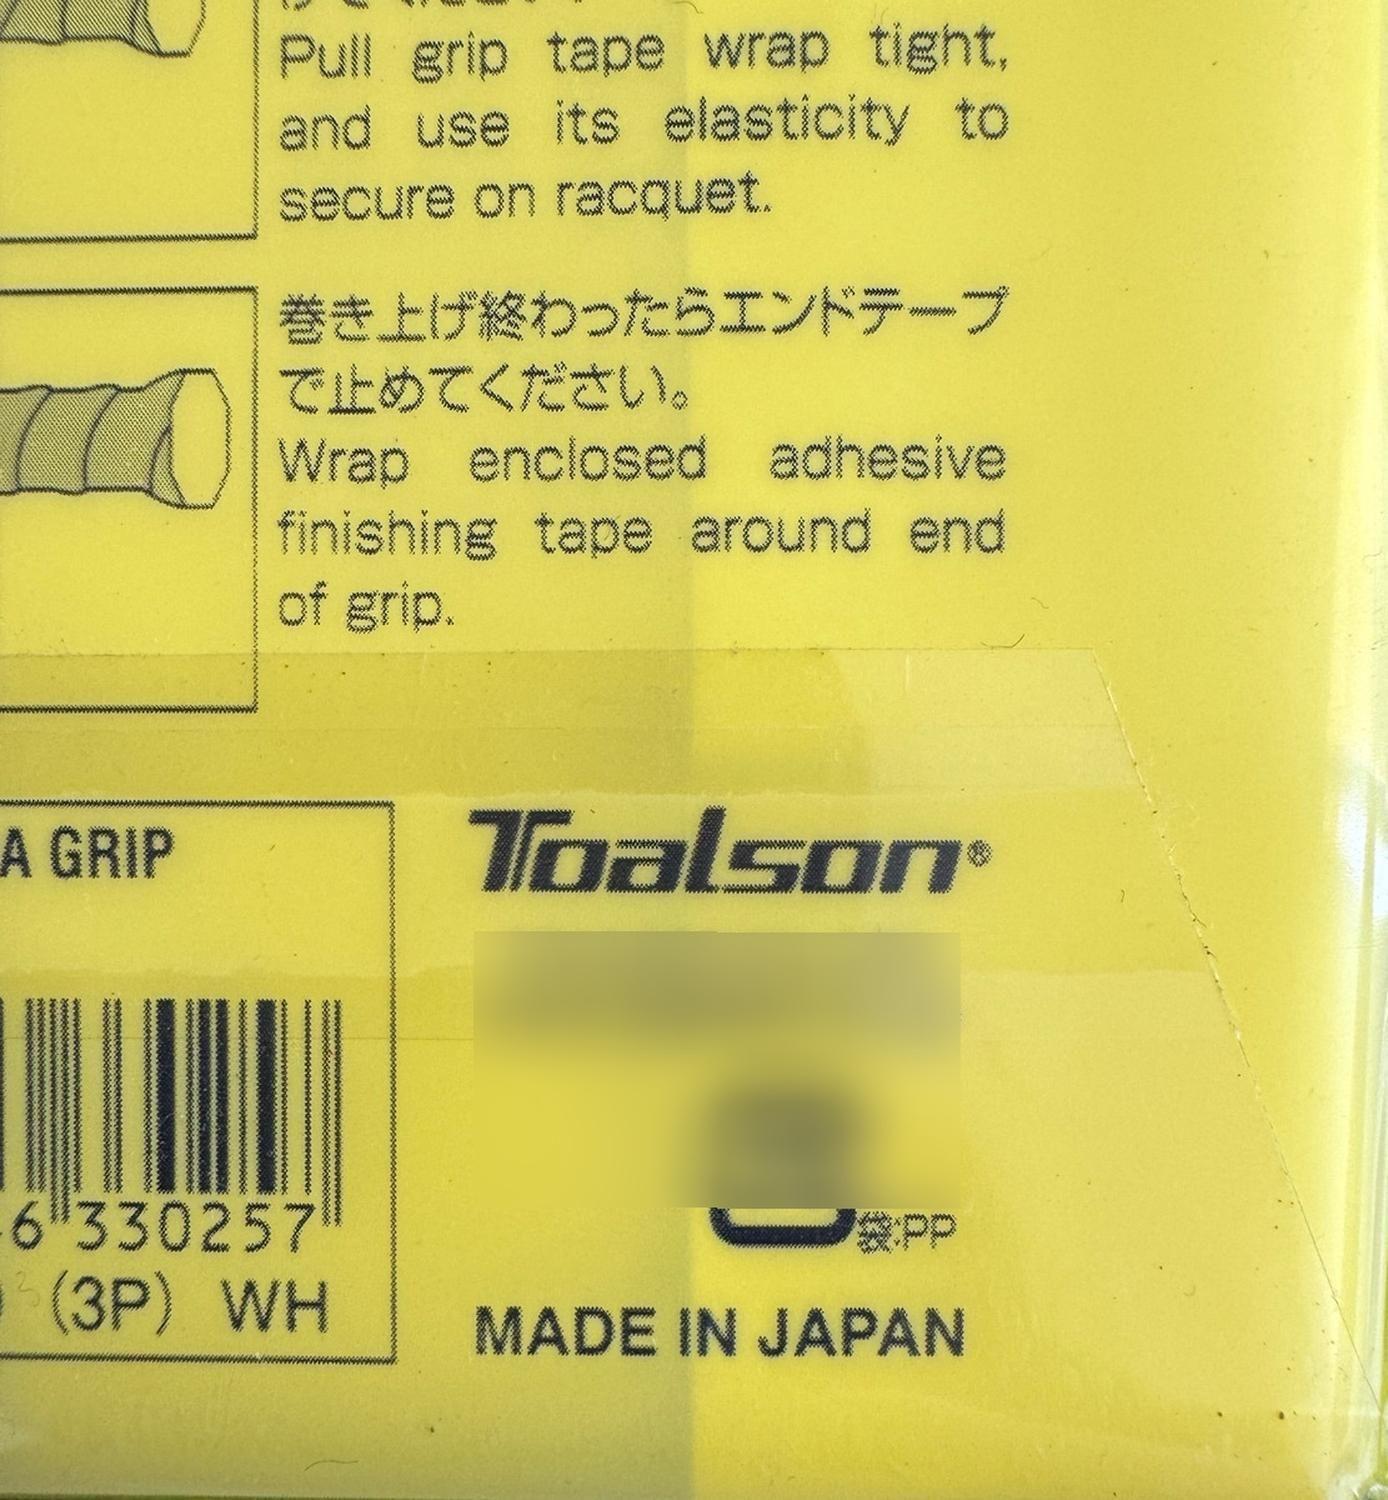 Pull grip tape wrap tight,
and use its elasticity to
secure on racquet.
巻き上げ終わったらエンドテープ
で止めてください。
Wrap enclosed adhesive
finishing tape around end
of grip.
A GRIP
6 330257
(3P) WH
Toalson®
袋:PP
MADE IN JAPAN